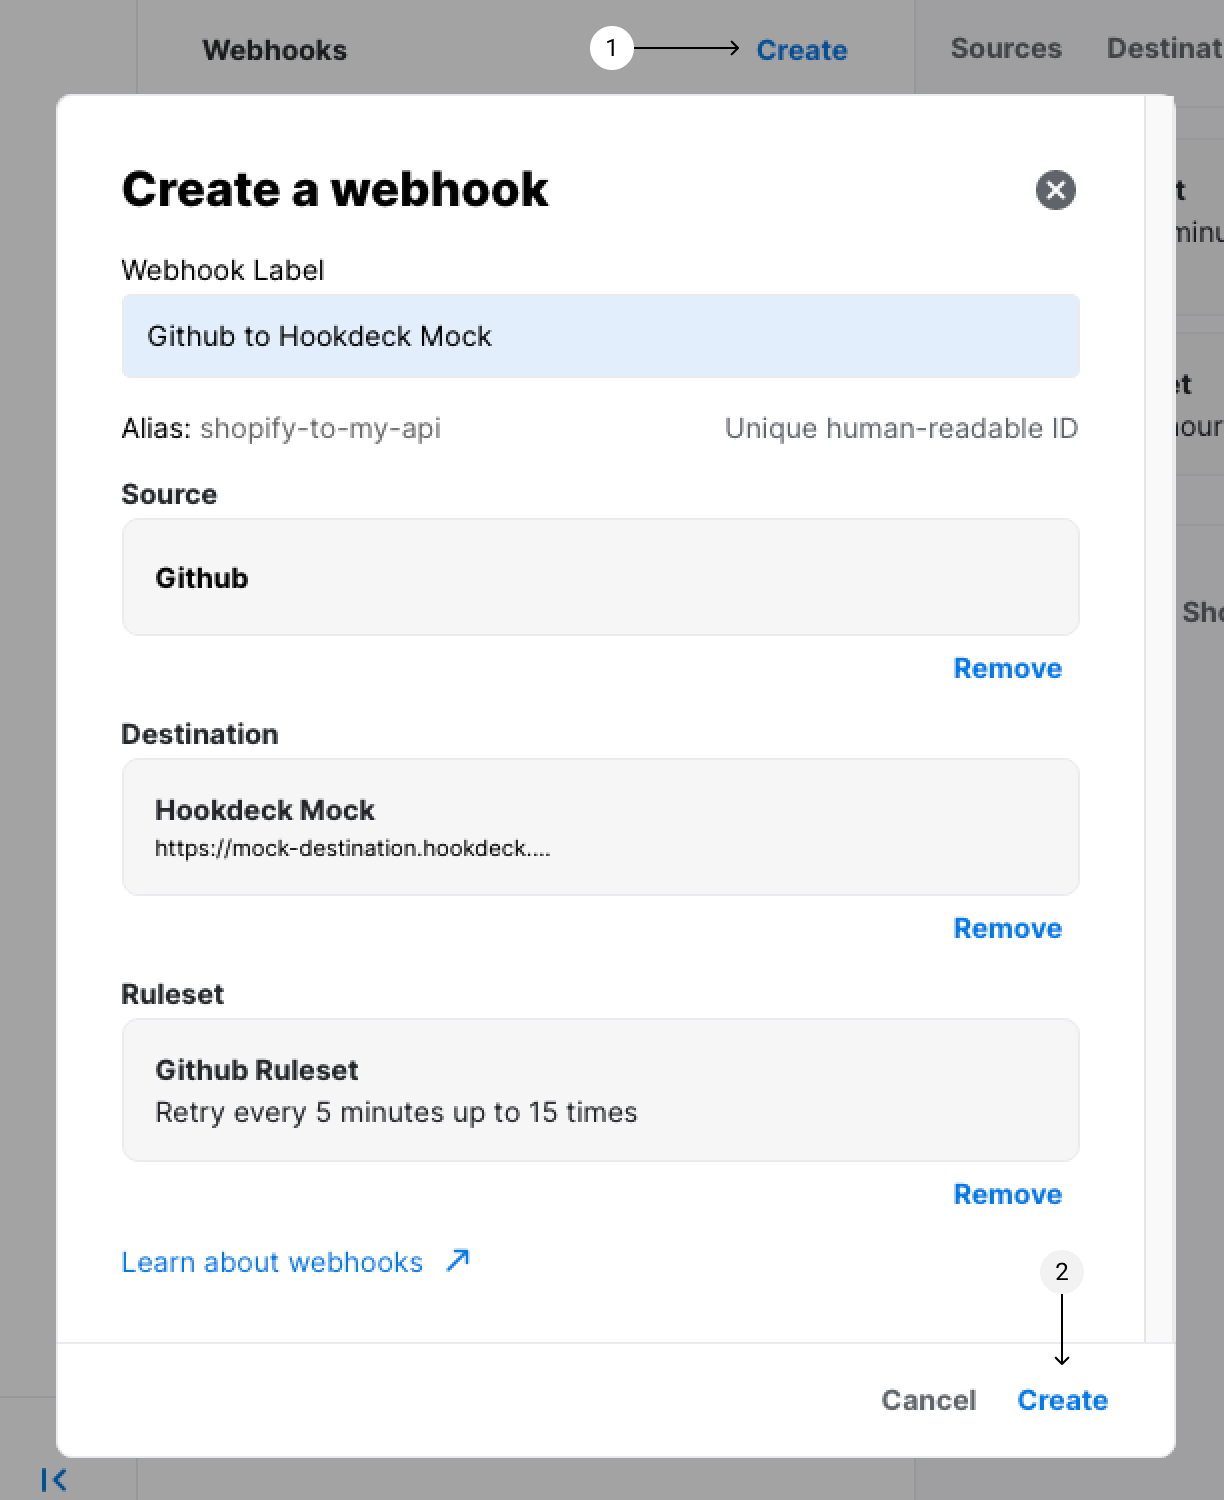 Webhooks 1 Create Sources Destinat
Create a webhook
Webhook Label
Github to Hookdeck Mock
Alias: shopify-to-my-api Unique human-readable ID
Source
Github
Remove
Destination
Hookdeck Mock
https://mock-destination.hookdeck....
Remove
Ruleset
Github Ruleset
Retry every 5 minutes up to 15 times
Remove
Learn about webhooks
2
Cancel Create
t
minu
et
hour
Sho